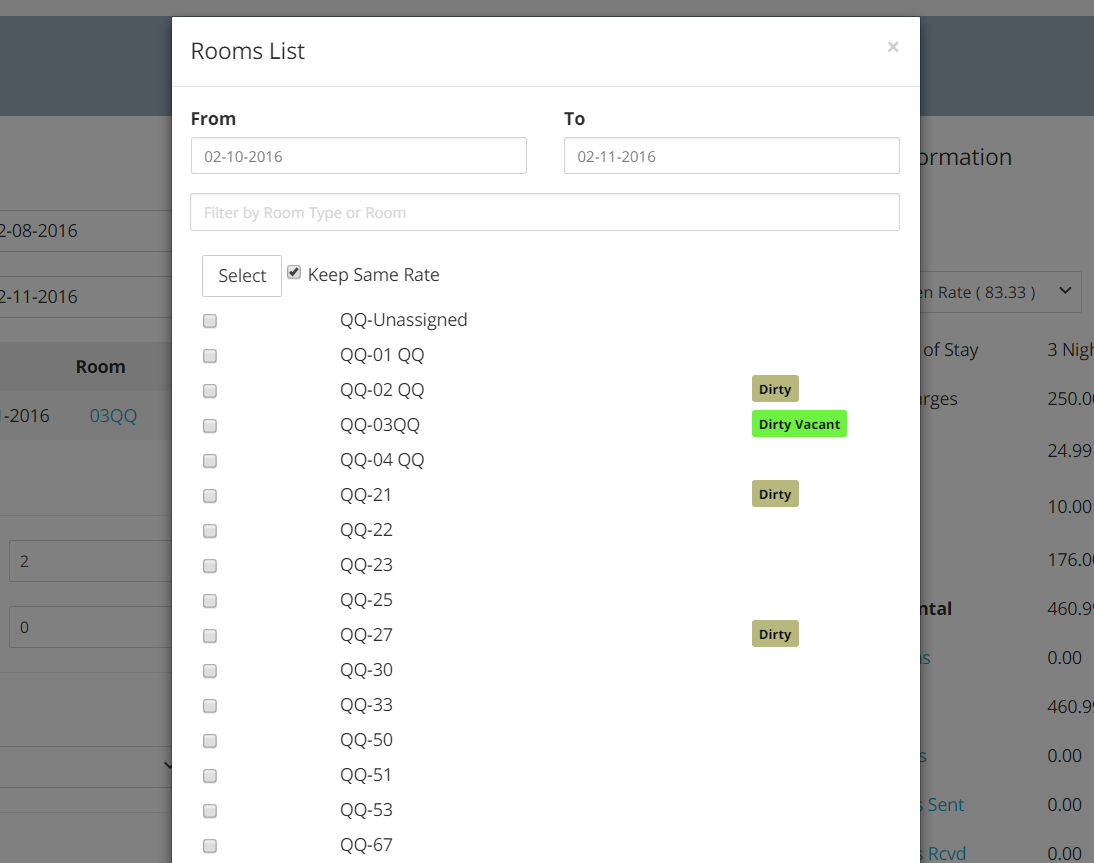 Rooms List
×
From
To
02-10-2016
02-11-2016
Filter by Room Type or Room
Select
Keep Same Rate
QQ-Unassigned
QQ-01 QQ
QQ-02 QQ Dirty
QQ-03QQ Dirty Vacant
QQ-04 QQ
QQ-21 Dirty
QQ-22
QQ-23
QQ-25
QQ-27 Dirty
QQ-30
QQ-33
QQ-50
QQ-51
QQ-53
QQ-67
2-08-2016
2-11-2016
Room
-2016 03QQ
2
0
ormation
en Rate ( 83.33 )
of Stay 3 Nigh
arges 250.00
24.99
10.00
176.00
ntal 460.99
0.00
460.99
0.00
s Sent 0.00
s Rcvd 0.00